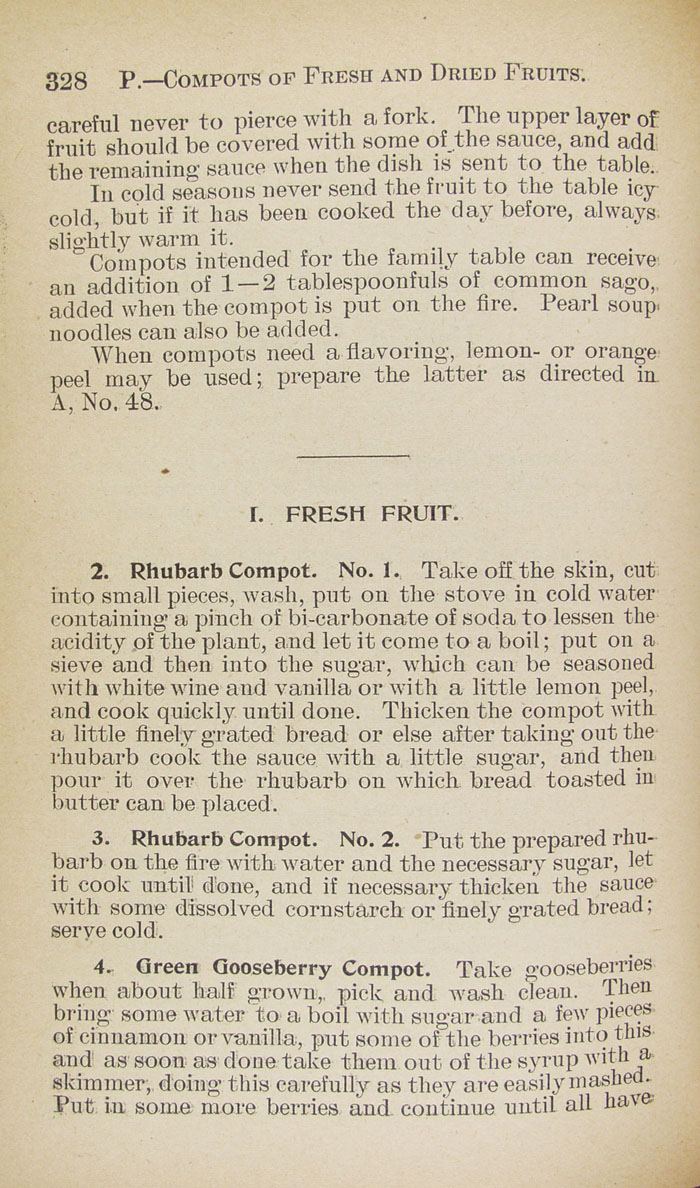 328 P.—Compots of Fresh and Dried Fruits.
careful never to pierce with a fork. The upper layer of
fruit should be covered with some of the sauce, and add
the remaining sauce when the dish is sent to the table.
In cold seasons never send the fruit to the table icy
cold, but if it has been cooked the day before, always
slightly warm it.
Compots intended for the family table can receive
an addition of 1—2 tablespoonfuls of common sago,
added when the compot is put on the fire. Pearl soup
noodles can also be added.
When compots need a flavoring, lemon- or orange
peel may be used; prepare the latter as directed in
A, No. 48.
I. FRESH FRUIT.
2. Rhubarb Compot. No. 1. Take off the skin, cut
into small pieces, wash, put on the stove in cold water
containing a pinch of bi-carbonate of soda to lessen the
acidity of the plant, and let it come to a boil; put on a
sieve and then into the sugar, which can be seasoned
with white wine and vanilla or with a little lemon peel,
and cook quickly until done. Thicken the compot with
a little finely grated bread or else after taking out the
rhubarb cook the sauce with a little sugar, and then
pour it over the rhubarb on which bread toasted in
butter can be placed.
3. Rhubarb Compot. No. 2. Put the prepared rhu-
barb on the fire with water and the necessary sugar, let
it cook until done, and if necessary thicken the sauce
with some dissolved cornstarch or finely grated bread;
serve cold.
4. Green Gooseberry Compot. Take gooseberries
when about half grown, pick and wash clean. Then
bring some water to a boil with sugar and a few pieces
of cinnamon or vanilla, put some of the berries into this
and as soon as done take them out of the syrup with a
skimmer, doing this carefully as they are easily mashed.
Put in some more berries and continue until all have